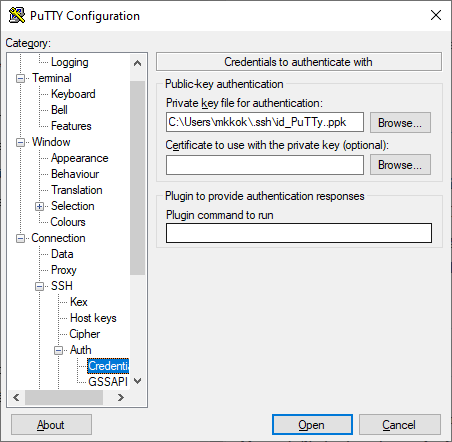 PuTTY Configuration
Category:
Logging
Terminal
Keyboard
Bell
Features
Window
Appearance
Behaviour
Translation
Selection
Colours
Connection
Data
Proxy
SSH
Kex
Host keys
Cipher
Auth
Credentia
GSSAPI
Credentials to authenticate with
Public-key authentication
Private key file for authentication:
C:\Users\mkkok\.ssh\id_PuTTy..ppk
Browse...
Certificate to use with the private key (optional):
Browse...
Plugin to provide authentication responses
Plugin command to run
About
Open
Cancel